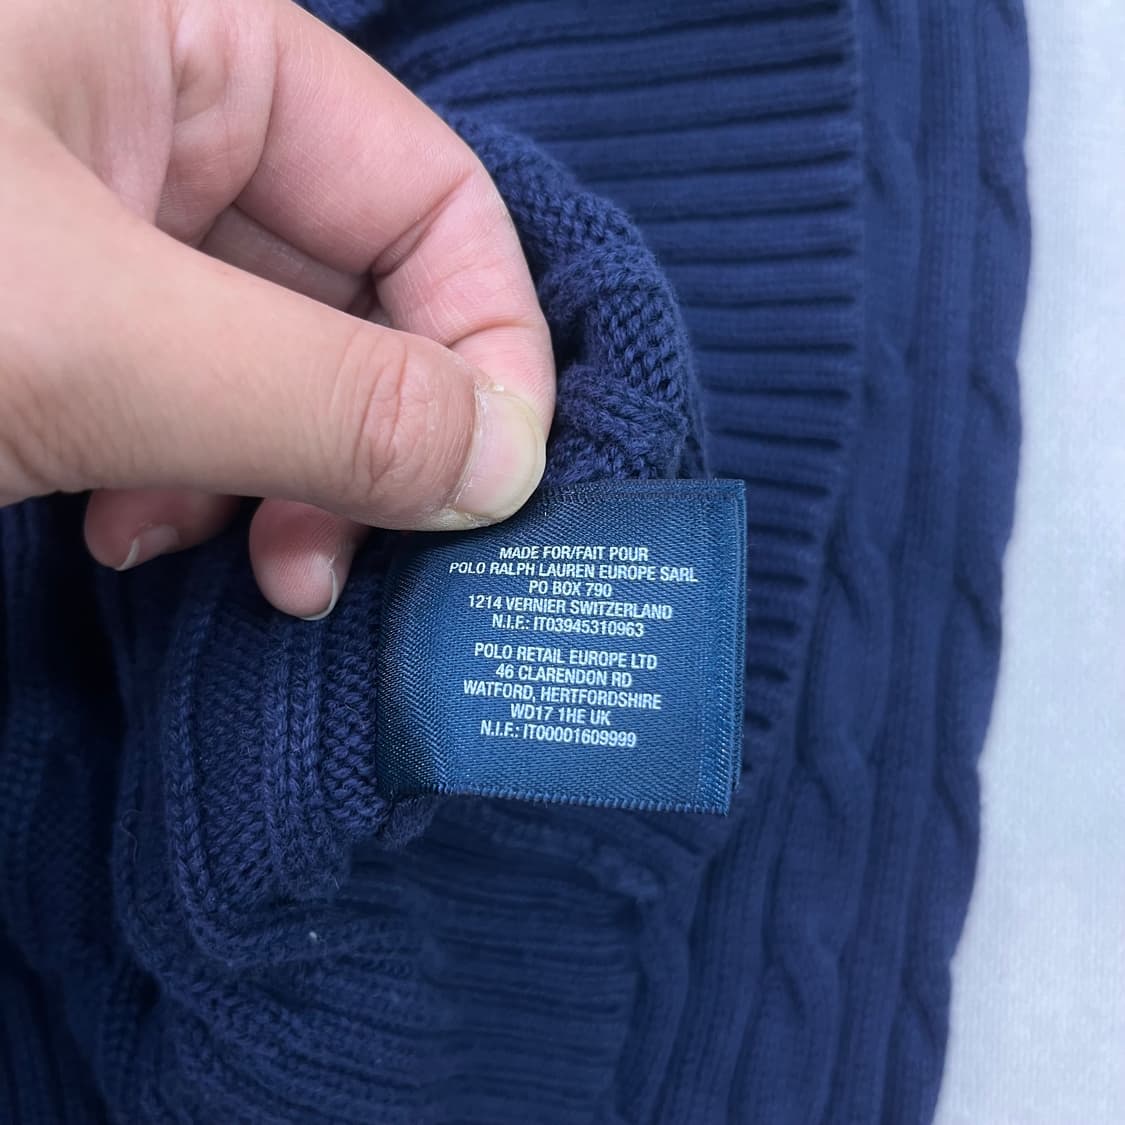 MADE FOR/FAIT POUR
POLO RALPH LAUREN EUROPE SARL
PO BOX 790
1214 VERNIER SWITZERLAND
N.I.F.: IT03945310963
POLO RETAIL EUROPE LTD
46 CLARENDON RD
WATFORD, HERTFORDSHIRE
WD17 1HE UK
N.I.F.: IT00001609999